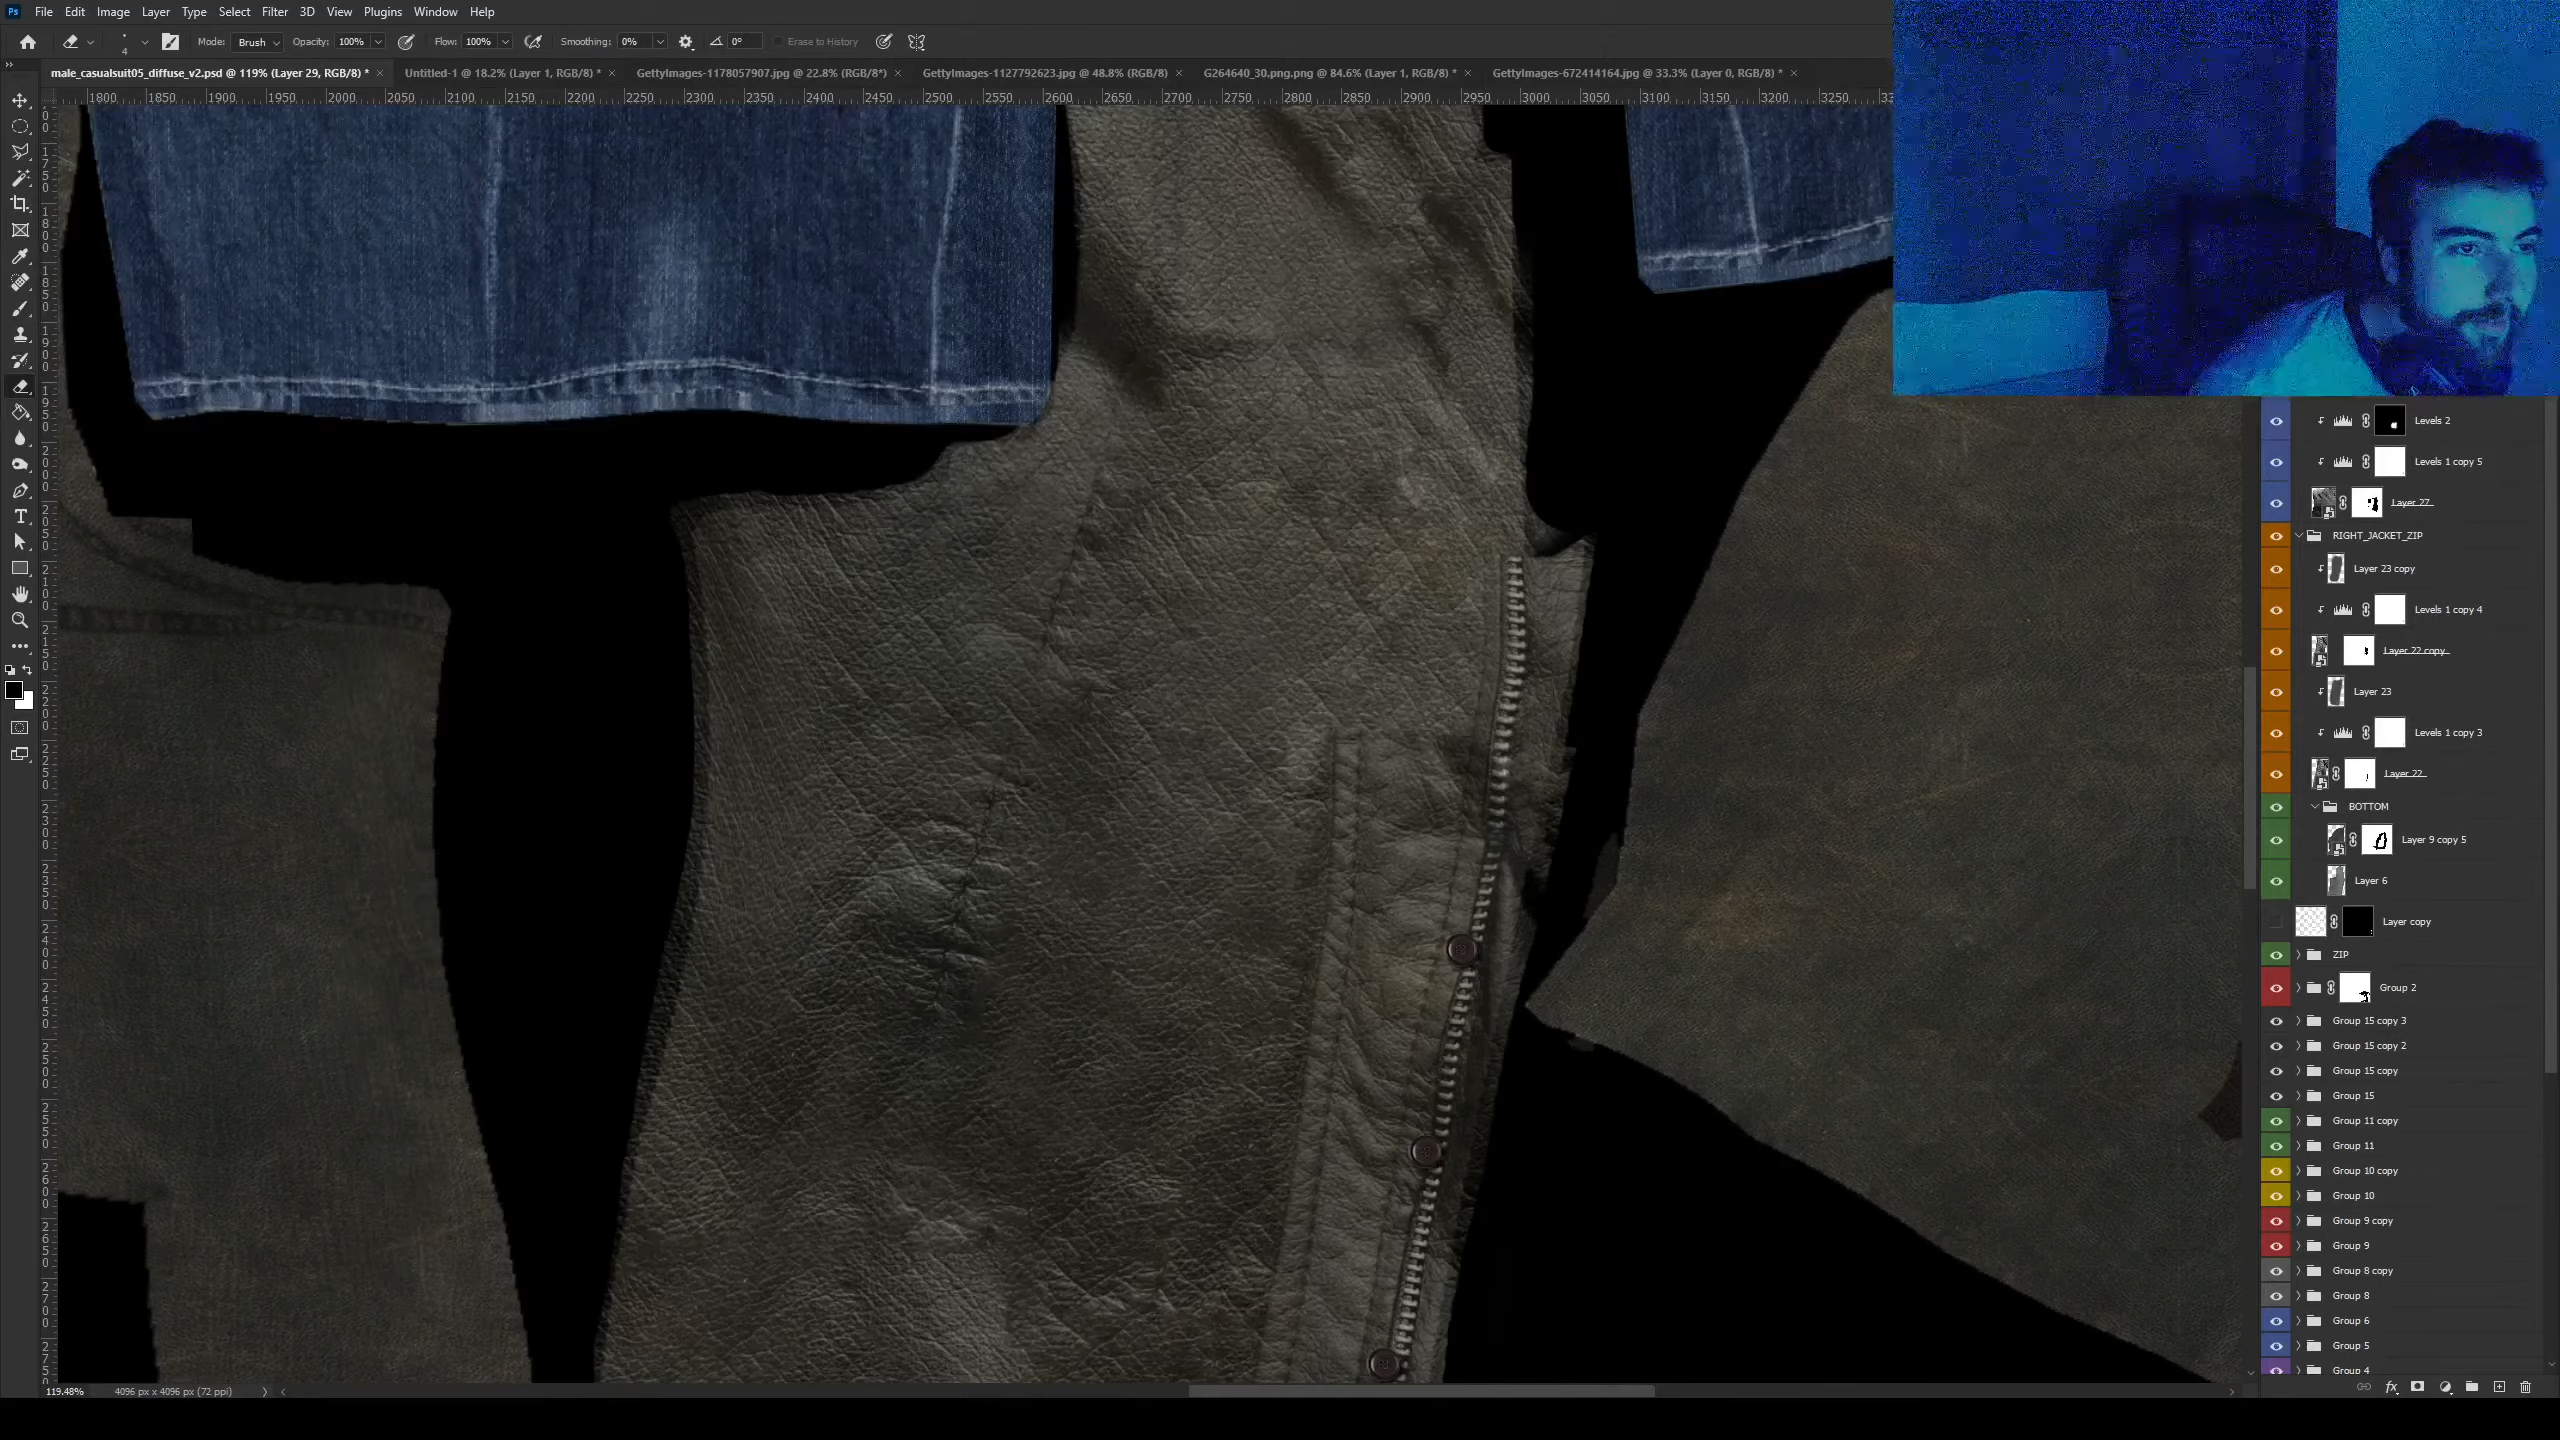 Ps File Edit Image Layer Type Select Filter 3D View Plugins Window Help
4 Mode: Brush Opacity: 100% Flow: 100% Smoothing: 0% 0° Erase to History
male_casualsuit05_diffuse_v2.psd @ 119% (Layer 29, RGB/8) * Untitled-1 @ 18.2% (Layer 1, RGB/8) * GettyImages-1178057907.jpg @ 22.8% (RGB/8*) GettyImages-1127792623.jpg @ 48.8% (RGB/8) G264640_30.png.png @ 84.6% (Layer 1, RGB/8) * GettyImages-672414164.jpg @ 33.3% (Layer 0, RGB/8) *
1800 1850 1900 1950 2000 2050 2100 2150 2200 2250 2300 2350 2400 2450 2500 2550 2600 2650 2700 2750 2800 2850 2900 2950 3000 3050 3100 3150 3200 3250
Levels 2
Levels 1 copy 5
Layer 27
RIGHT_JACKET_ZIP
Layer 23 copy
Levels 1 copy 4
Layer 22 copy
Layer 23
Levels 1 copy 3
Layer 22
BOTTOM
Layer 9 copy 5
Layer 6
Layer copy
ZIP
Group 2
Group 15 copy 3
Group 15 copy 2
Group 15 copy
Group 15
Group 11 copy
Group 11
Group 10 copy
Group 10
Group 9 copy
Group 9
Group 8 copy
Group 8
Group 6
Group 5
Group 4
119.48% 4096 px x 4096 px (72 ppi)
fx